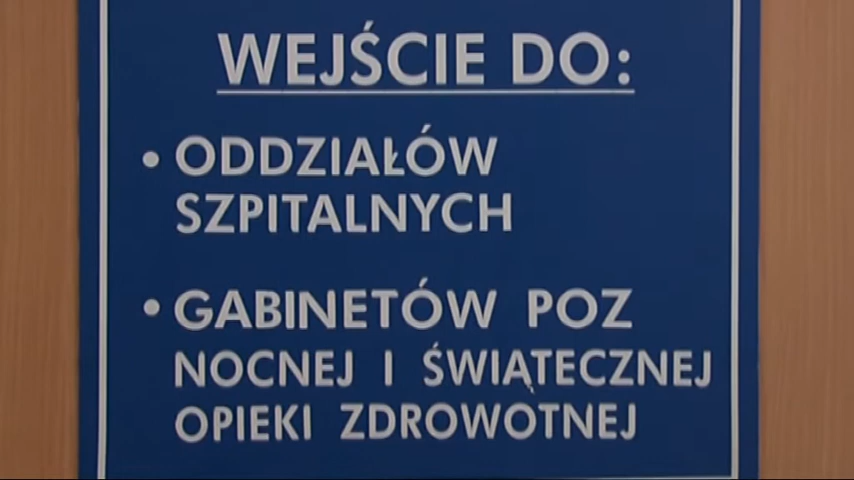 WEJŚCIE DO:
• ODDZIAŁÓW
SZPITALNYCH
• GABINETÓW POZ
NOCNEJ I ŚWIĄTECZNEJ
OPIEKI ZDROWOTNEJ